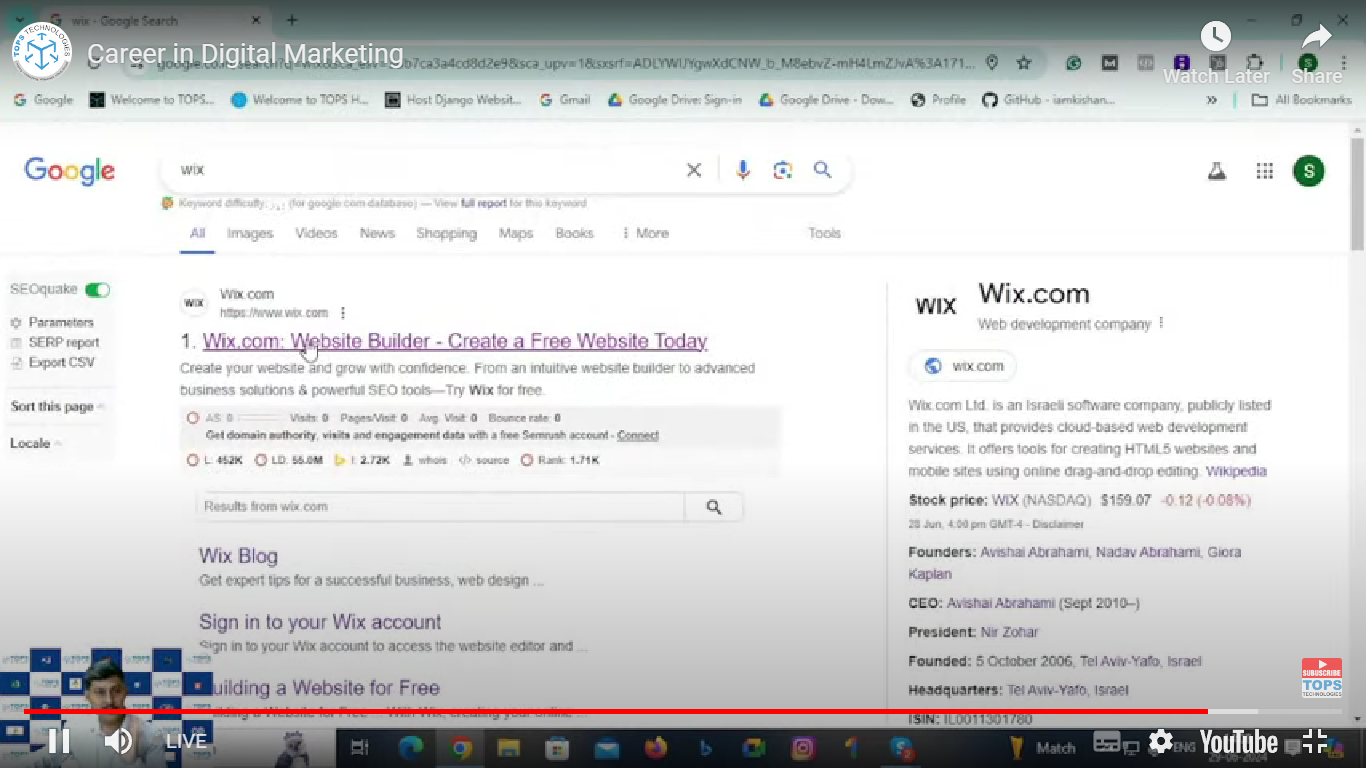 wix - Google Search
TOPS TECHNOLOGIES
Career in Digital Marketing
Watch Later
Share
Google
Welcome to TOPS...
Welcome to TOPS H...
Host Django Websit...
Gmail
Google Drive: Sign-in
Google Drive - Dow...
Profile
GitHub - iamkishan...
All Bookmarks
Google
wix
S
Keyword difficulty: (for google.com database) — View full report for this keyword
All Images Videos News Shopping Maps Books More Tools
SEOquake
Parameters
SERP report
Export CSV
Sort this page
Locale
WIX
Wix.com
https://www.wix.com
1. Wix.com: Website Builder - Create a Free Website Today
Create your website and grow with confidence. From an intuitive website builder to advanced
business solutions & powerful SEO tools—Try Wix for free.
AS: 0 Visits: 0 Pages/Visit: 0 Avg. Visit: 0 Bounce rate: 0
Get domain authority, visits and engagement data with a free Semrush account - Connect
L: 452K LD: 55.0M I: 2.72K whois source Rank: 1.71K
Results from wix.com
Wix Blog
Get expert tips for a successful business, web design ...
Sign in to your Wix account
Sign in to your Wix account to access the website editor and ...
uilding a Website for Free
WIX
Wix.com
Web development company
wix.com
Wix.com Ltd. is an Israeli software company, publicly listed
in the US, that provides cloud-based web development
services. It offers tools for creating HTML5 websites and
mobile sites using online drag-and-drop editing. Wikipedia
Stock price: WIX (NASDAQ) $159.07 -0.12 (-0.08%)
28 Jun, 4:00 pm GMT-4 - Disclaimer
Founders: Avishai Abrahami, Nadav Abrahami, Giora
Kaplan
CEO: Avishai Abrahami (Sept 2010–)
President: Nir Zohar
Founded: 5 October 2006, Tel Aviv-Yafo, Israel
Headquarters: Tel Aviv-Yafo, Israel
ISIN: IL0011301780
SUBSCRIBE
TOPS
TECHNOLOGIES
LIVE
Match
ENG
YouTube